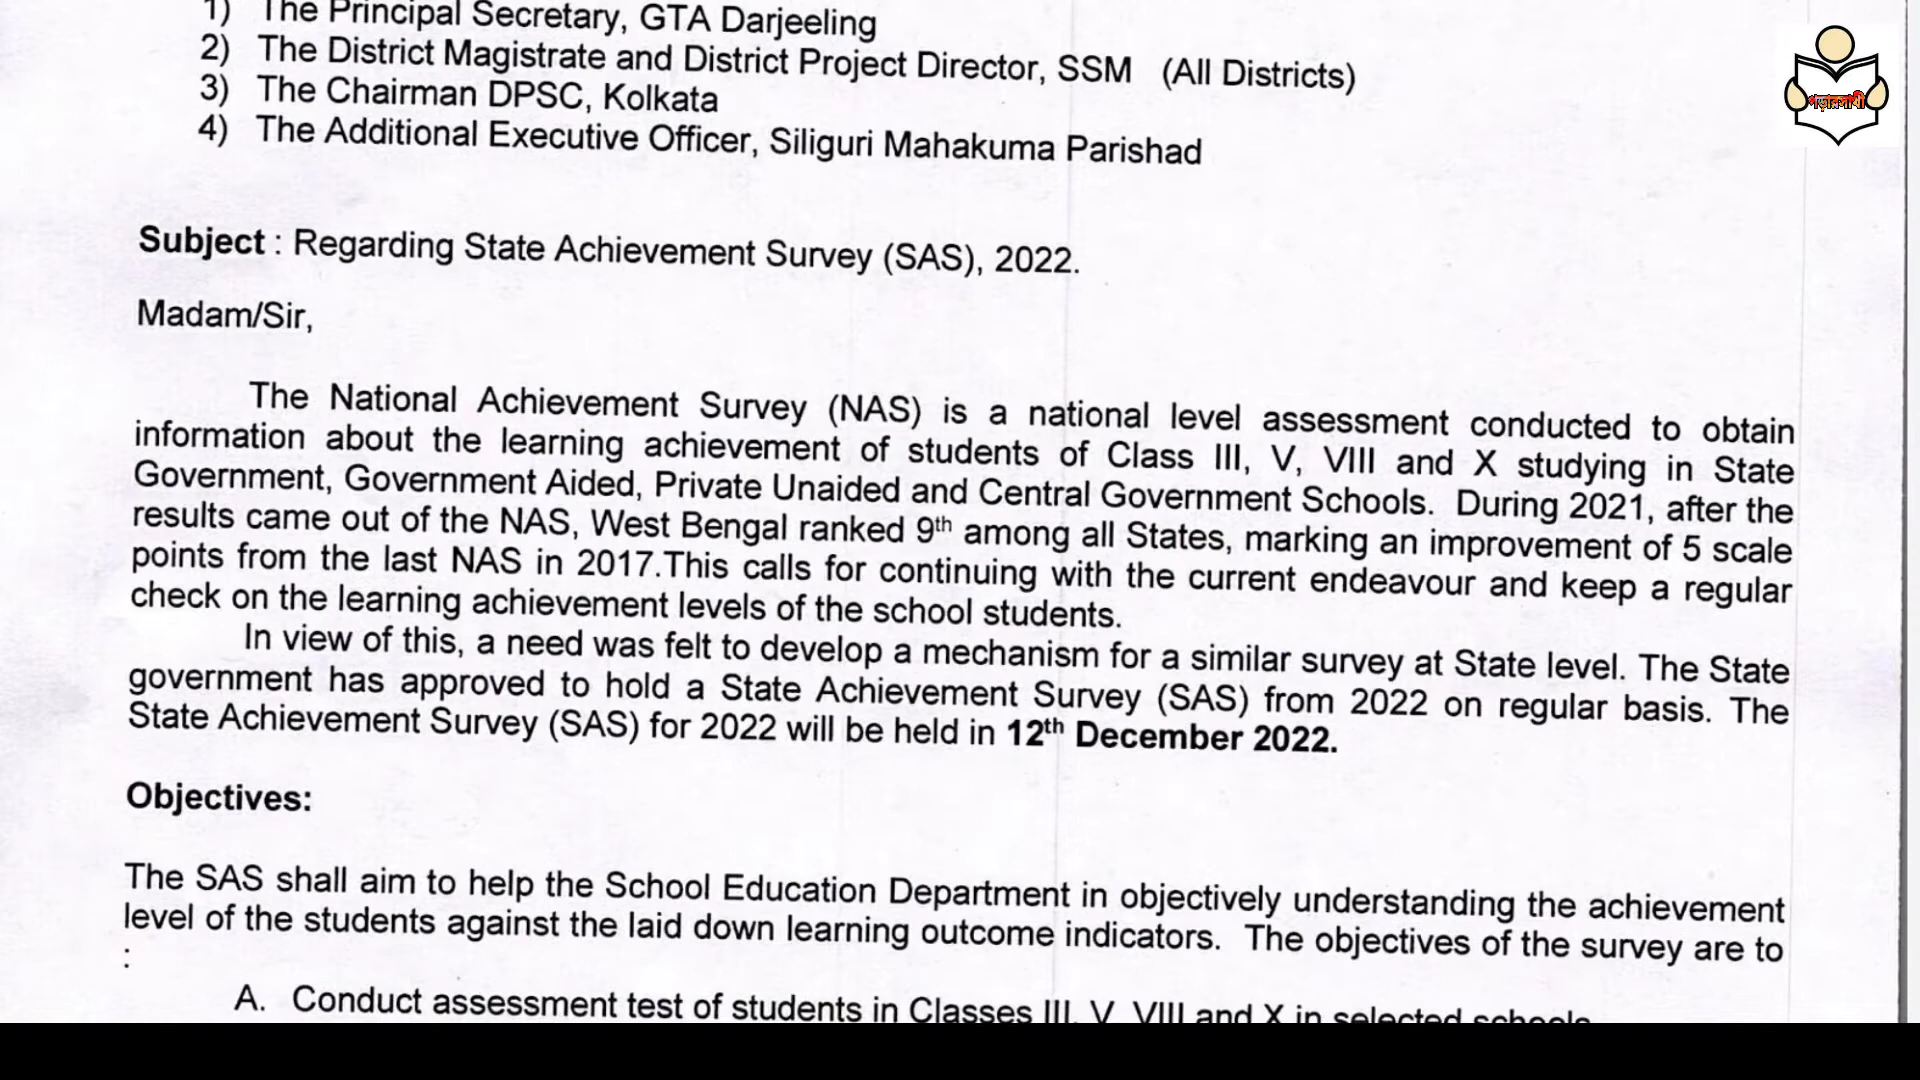 1) The Principal Secretary, GTA Darjeeling
2) The District Magistrate and District Project Director, SSM (All Districts)
3) The Chairman DPSC, Kolkata
4) The Additional Executive Officer, Siliguri Mahakuma Parishad
পড়ারসাথী
Subject : Regarding State Achievement Survey (SAS), 2022.
Madam/Sir,
The National Achievement Survey (NAS) is a national level assessment conducted to obtain
information about the learning achievement of students of Class III, V, VIII and X studying in State
Government, Government Aided, Private Unaided and Central Government Schools. During 2021, after the
results came out of the NAS, West Bengal ranked 9th among all States, marking an improvement of 5 scale
points from the last NAS in 2017.This calls for continuing with the current endeavour and keep a regular
check on the learning achievement levels of the school students.
In view of this, a need was felt to develop a mechanism for a similar survey at State level. The State
government has approved to hold a State Achievement Survey (SAS) from 2022 on regular basis. The
State Achievement Survey (SAS) for 2022 will be held in 12th December 2022.
Objectives:
The SAS shall aim to help the School Education Department in objectively understanding the achievement
level of the students against the laid down learning outcome indicators. The objectives of the survey are to
:
A. Conduct assessment test of students in Classes III, V, VIII and X in selected schools